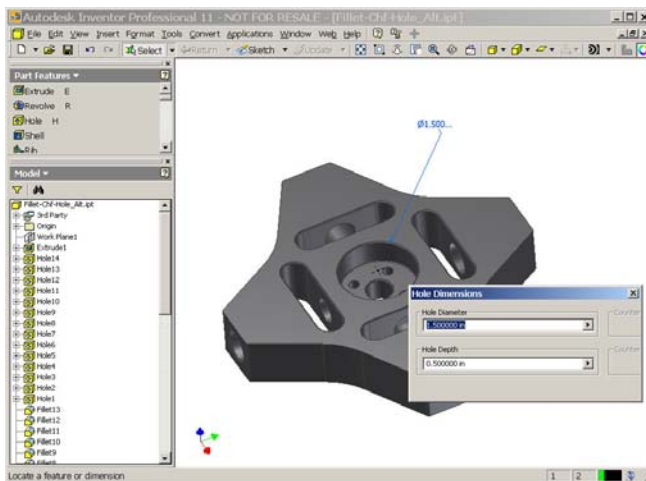 Autodesk Inventor Professional 11 - NOT FOR RESALE - [Fillet-Chf-Hole_Alt.ipt]
File Edit View Insert Format Tools Convert Applications Window Web Help
Select Return Sketch Update
Part Features
Extrude E
Revolve R
Hole H
Shell
Rib
Model
Fillet-Chf-Hole_Alt.ipt
3rd Party
Origin
Work Plane1
Extrude1
Hole14
Hole13
Hole12
Hole11
Hole10
Hole9
Hole8
Hole7
Hole6
Hole5
Hole4
Hole3
Hole2
Hole1
Fillet13
Fillet12
Fillet11
Fillet10
Fillet9
Ø1.500...
Hole Dimensions
Hole Diameter
1.500000 in
Counter
Hole Depth
0.500000 in
Counter
Locate a feature or dimension
1 2